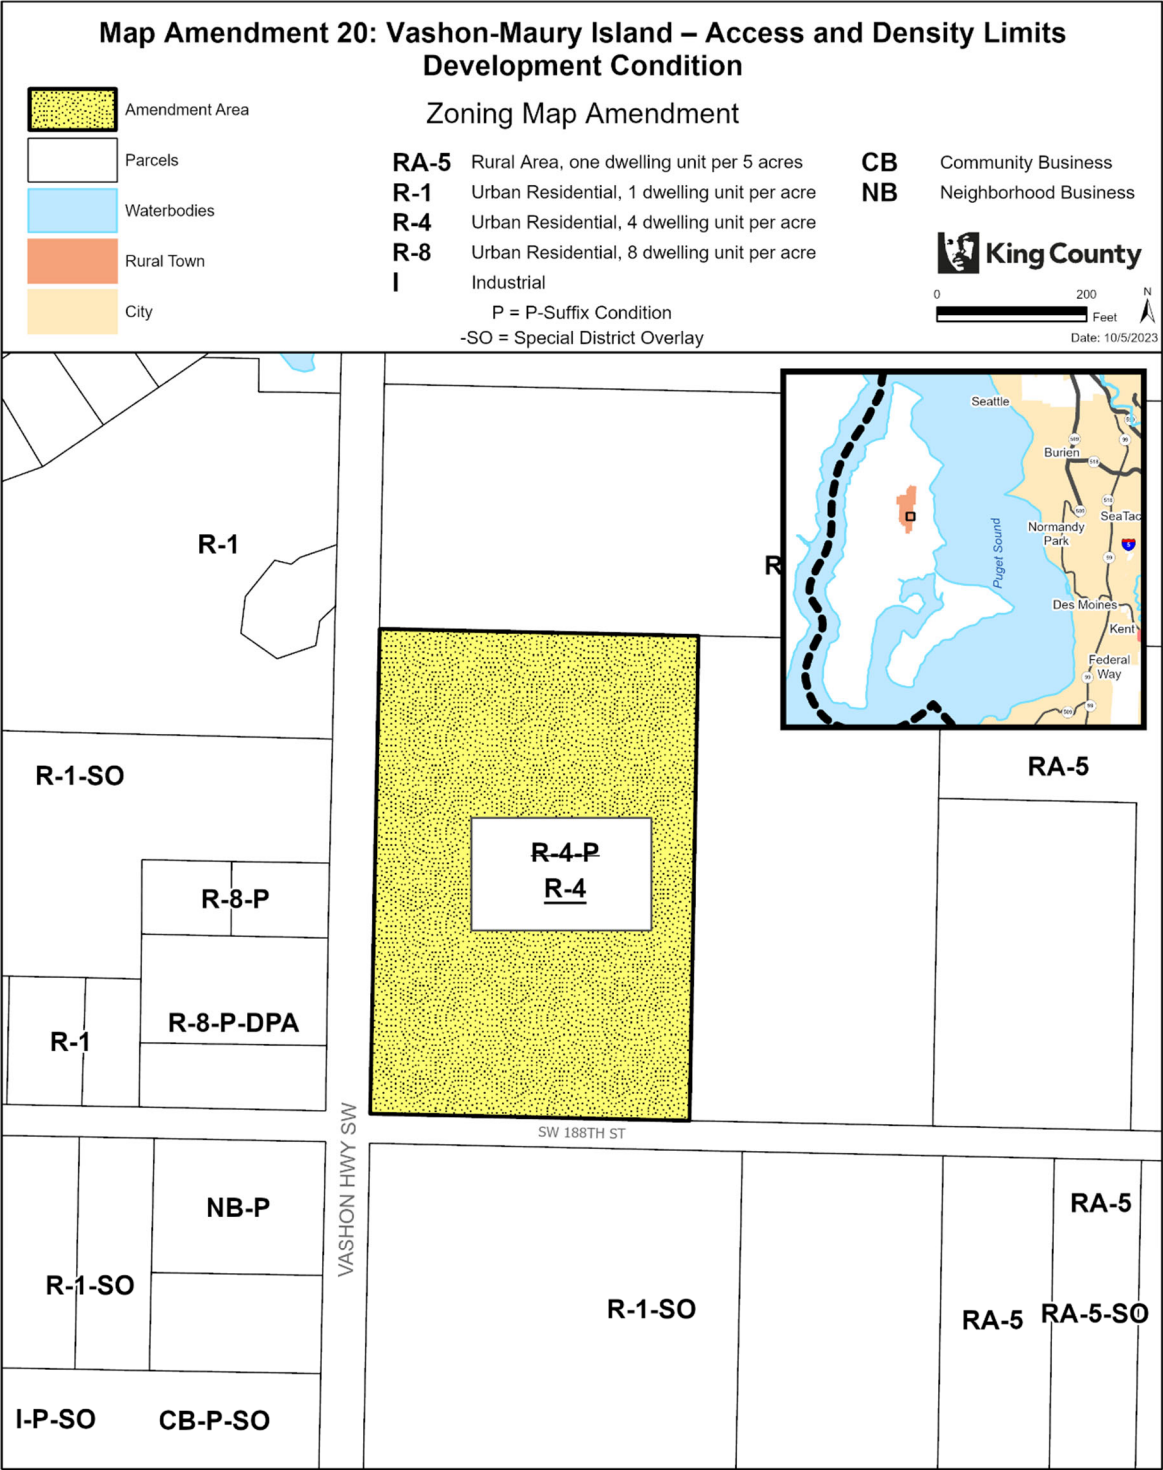 Map Amendment 20: Vashon-Maury Island – Access and Density Limits
Development Condition
Zoning Map Amendment
Amendment Area
Parcels
Waterbodies
Rural Town
City
RA-5 Rural Area, one dwelling unit per 5 acres
R-1 Urban Residential, 1 dwelling unit per acre
R-4 Urban Residential, 4 dwelling unit per acre
R-8 Urban Residential, 8 dwelling unit per acre
I Industrial
P = P-Suffix Condition
-SO = Special District Overlay
CB Community Business
NB Neighborhood Business
King County
0 200
Feet
N
Date: 10/5/2023
Seattle
Burien
Normandy
Park
SeaTac
Puget Sound
5
Des Moines
Kent
Federal
Way
R-1
R
R-1-SO
RA-5
R-4-P
R-4
R-8-P
R-8-P-DPA
R-1
SW 188TH ST
VASHON HWY SW
NB-P
RA-5
R-1-SO
R-1-SO
RA-5
RA-5-SO
I-P-SO
CB-P-SO